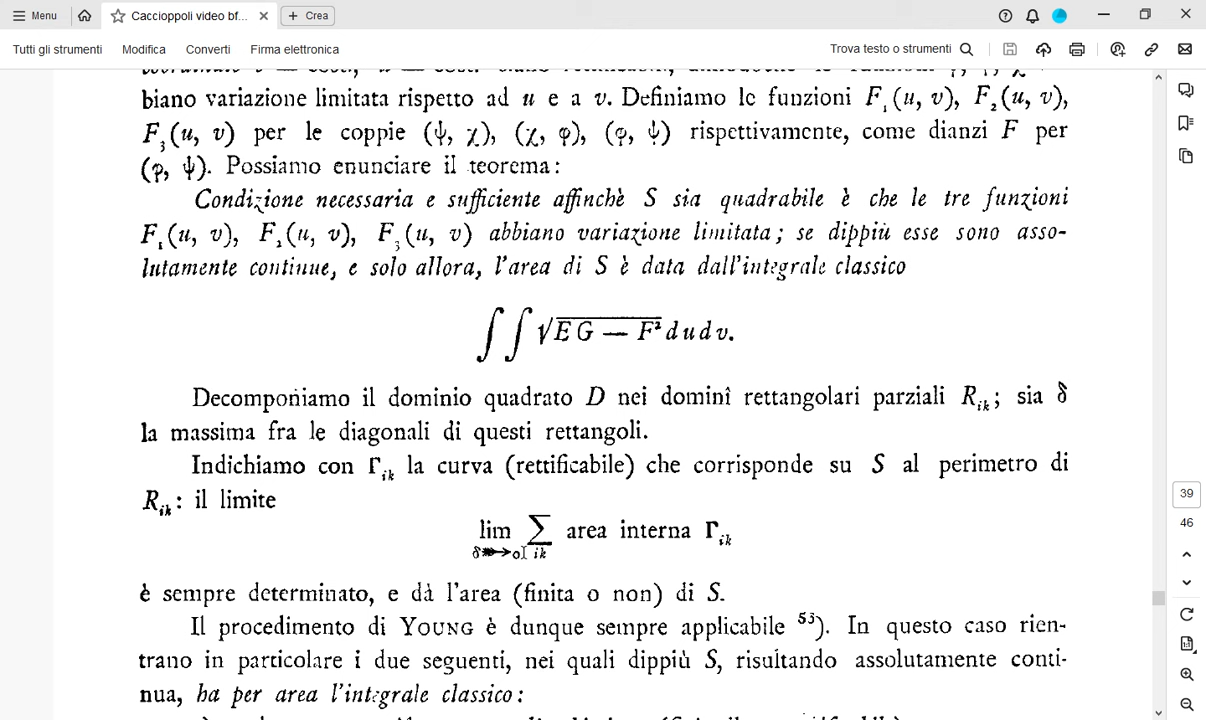 Menu Caccioppoli video bf... Crea
Tutti gli strumenti Modifica Converti Firma elettronica Trova testo o strumenti
biano variazione limitata rispetto ad u e a v. Definiamo le funzioni F₁(u, v), F₂(u, v),
F₃(u, v) per le coppie (ψ, χ), (χ, φ), (φ, ψ) rispettivamente, come dianzi F per
(φ, ψ). Possiamo enunciare il teorema:
Condizione necessaria e sufficiente affinchè S sia quadrabile è che le tre funzioni
F₁(u, v), F₂(u, v), F₃(u, v) abbiano variazione limitata; se dippiù esse sono asso-
lutamente continue, e solo allora, l'area di S è data dall'integrale classico
∫∫ √EG — F² du dv.
Decomponiamo il dominio quadrato D nei dominî rettangolari parziali Rik; sia δ
la massima fra le diagonali di questi rettangoli.
Indichiamo con Γik la curva (rettificabile) che corrisponde su S al perimetro di
Rik: il limite
lim δ→0 ∑ik area interna Γik
è sempre determinato, e dà l'area (finita o non) di S.
Il procedimento di YOUNG è dunque sempre applicabile 53). In questo caso rien-
trano in particolare i due seguenti, nei quali dippiù S, risultando assolutamente conti-
nua, ha per area l'integrale classico:
39
46